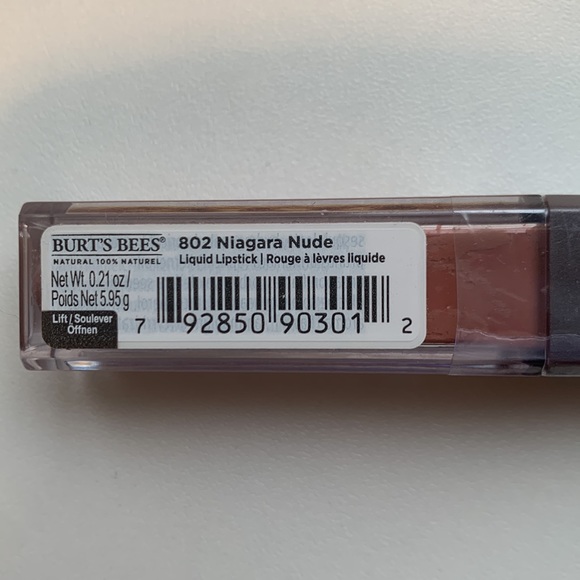 BURT'S BEES®
NATURAL 100% NATUREL
Net Wt. 0.21 oz /
Poids Net 5.95 g
Lift / Soulever
Öffnen
802 Niagara Nude
Liquid Lipstick | Rouge à lèvres liquide
7 92850 90301 2